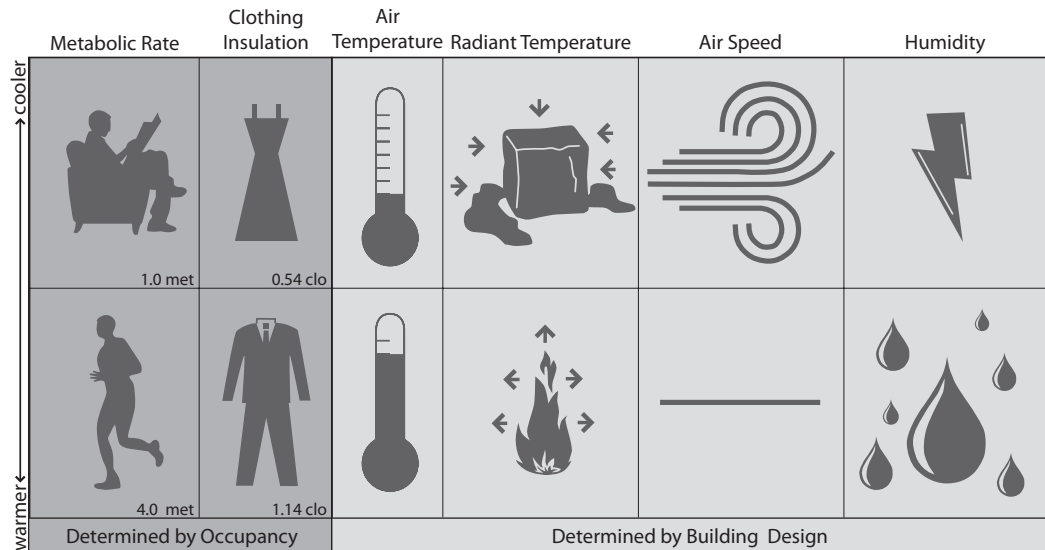 Metabolic Rate
Clothing
Insulation
Air
Temperature
Radiant Temperature
Air Speed
Humidity
cooler
1.0 met
0.54 clo
4.0 met
1.14 clo
warmer
Determined by Occupancy
Determined by Building Design